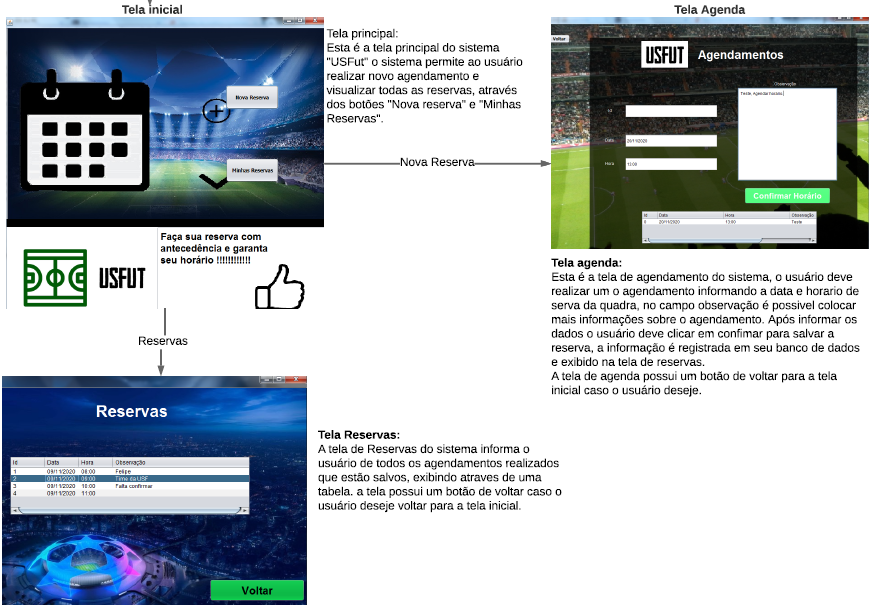 Tela inicial
Nova Reserva
Minhas Reservas
Faça sua reserva com
antecedência e garanta
seu horário !!!!!!!!!!!!
USFUT
Tela principal:
Esta é a tela principal do sistema
"USFut" o sistema permite ao usuário
realizar novo agendamento e
visualizar todas as reservas, através
dos botões "Nova reserva" e "Minhas
Reservas".
Nova Reserva
Tela Agenda
Voltar
USFUT Agendamentos
Observação
Teste, Agendar horario.
Id
Data 20/11/2020
Hora 13:00
Confirmar Horário
Id Data Hora Observação
6 20/11/2020 13:00 Teste
Tela agenda:
Esta é a tela de agendamento do sistema, o usuário deve
realizar um o agendamento informando a data e horario de
serva da quadra, no campo observação é possivel colocar
mais informações sobre o agendamento. Após informar os
dados o usuário deve clicar em confimar para salvar a
reserva, a informação é registrada em seu banco de dados
e exibido na tela de reservas.
A tela de agenda possui um botão de voltar para a tela
inicial caso o usuário deseje.
Reservas
Reservas
Id Data Hora Observação
1 09/11/2020 08:00 Felipe
2 08/11/2020 09:00 Time da USF
3 08/11/2020 10:00 Falta confirmar
4 09/11/2020 11:00
Voltar
Tela Reservas:
A tela de Reservas do sistema informa o
usuário de todos os agendamentos realizados
que estão salvos, exibindo atraves de uma
tabela. a tela possui um botão de voltar caso o
usuário deseje voltar para a tela inicial.